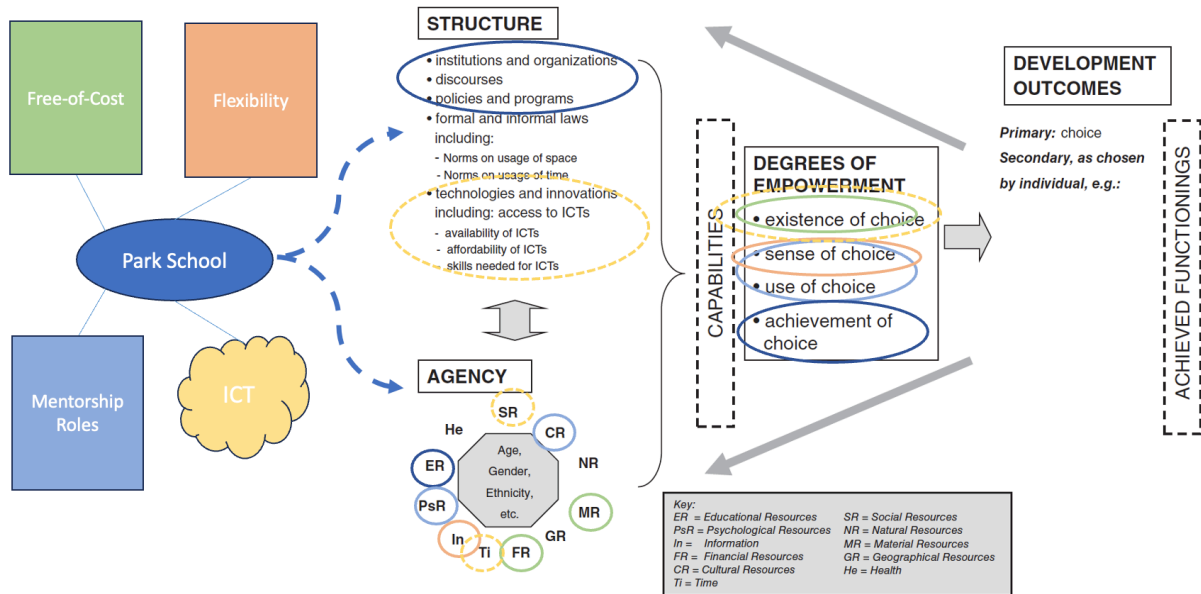 Free-of-Cost
Flexibility
Park School
Mentorship
Roles
ICT
STRUCTURE
• institutions and organizations
• discourses
• policies and programs
• formal and informal laws
including:
- Norms on usage of space
- Norms on usage of time
• technologies and innovations
including: access to ICTs
- availability of ICTs
- affordability of ICTs
- skills needed for ICTs
AGENCY
SR
He
CR
ER
Age,
Gender,
Ethnicity,
etc.
NR
PsR
MR
In
Ti
FR
GR
CAPABILITIES
DEGREES OF
EMPOWERMENT
• existence of choice
• sense of choice
• use of choice
• achievement of
choice
DEVELOPMENT
OUTCOMES
Primary: choice
Secondary, as chosen
by individual, e.g.:
ACHIEVED FUNCTIONINGS
Key:
ER = Educational Resources
PsR = Psychological Resources
In = Information
FR = Financial Resources
CR = Cultural Resources
Ti = Time
SR = Social Resources
NR = Natural Resources
MR = Material Resources
GR = Geographical Resources
He = Health